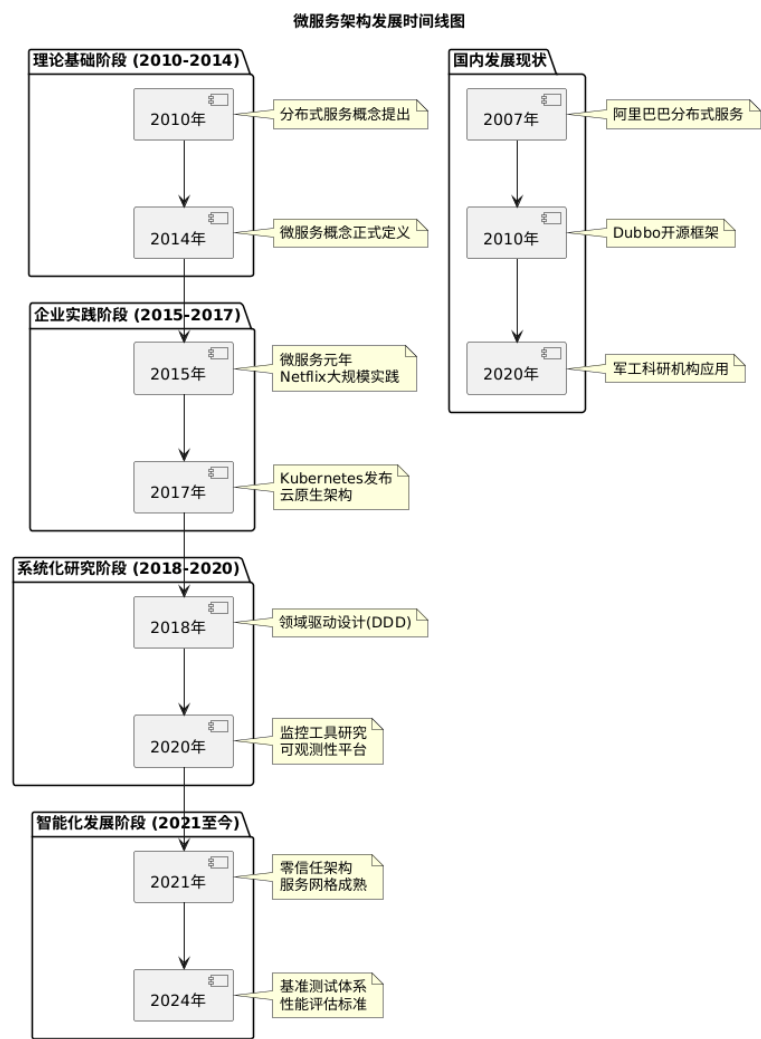 微服务架构发展时间线图
理论基础阶段 (2010-2014)
2010年
分布式服务概念提出
2014年
微服务概念正式定义
企业实践阶段 (2015-2017)
2015年
微服务元年
Netflix大规模实践
2017年
Kubernetes发布
云原生架构
系统化研究阶段 (2018-2020)
2018年
领域驱动设计(DDD)
2020年
监控工具研究
可观测性平台
智能化发展阶段 (2021至今)
2021年
零信任架构
服务网格成熟
2024年
基准测试体系
性能评估标准
国内发展现状
2007年
阿里巴巴分布式服务
2010年
Dubbo开源框架
2020年
军工科研机构应用